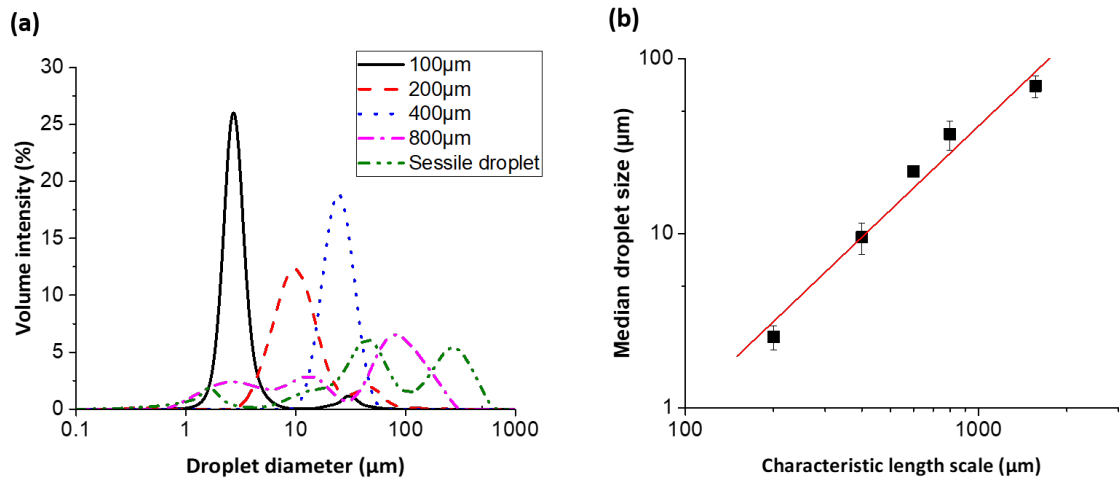 (a)
(b)
30
25
20
15
10
5
0
Volume intensity (%)
100µm
200µm
400µm
800µm
Sessile droplet
0.1
1
10
100
1000
Droplet diameter (µm)
100
10
1
Median droplet size (µm)
100
1000
Characteristic length scale (µm)